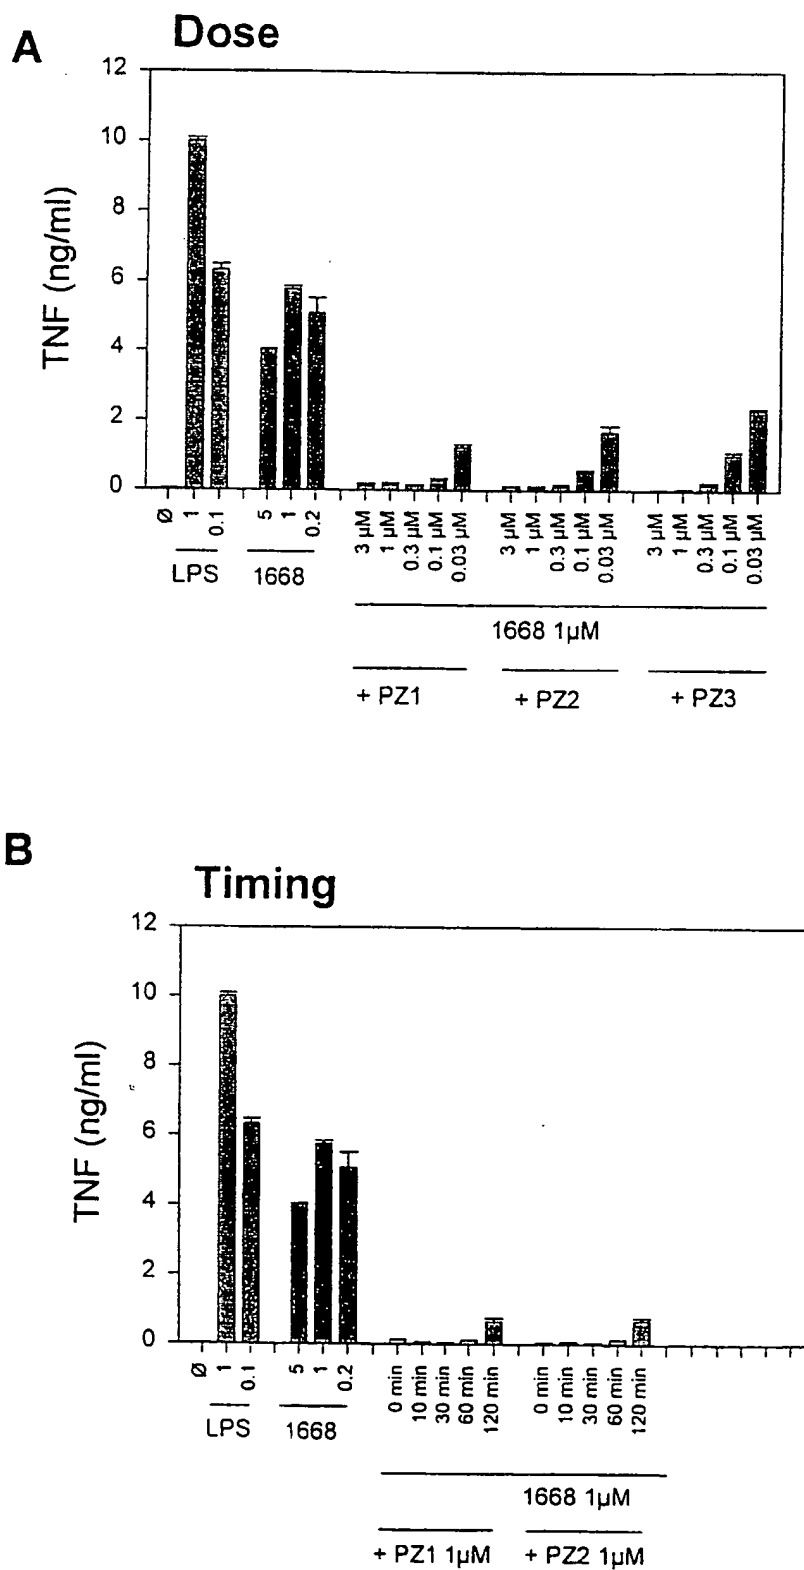 A
Dose
TNF (ng/ml)
12
10
8
6
4
2
0
Ø 1 0.1 5 1 0.2 3 µM 1 µM 0.3 µM 0.1 µM 0.03 µM 3 µM 1 µM 0.3 µM 0.1 µM 0.03 µM 3 µM 1 µM 0.3 µM 0.1 µM 0.03 µM
LPS 1668
1668 1µM
+ PZ1 + PZ2 + PZ3
B
Timing
TNF (ng/ml)
12
10
8
6
4
2
0
Ø 1 0.1 5 1 0.2 0 min 10 min 30 min 60 min 120 min 0 min 10 min 30 min 60 min 120 min
LPS 1668
1668 1µM
+ PZ1 1µM + PZ2 1µM